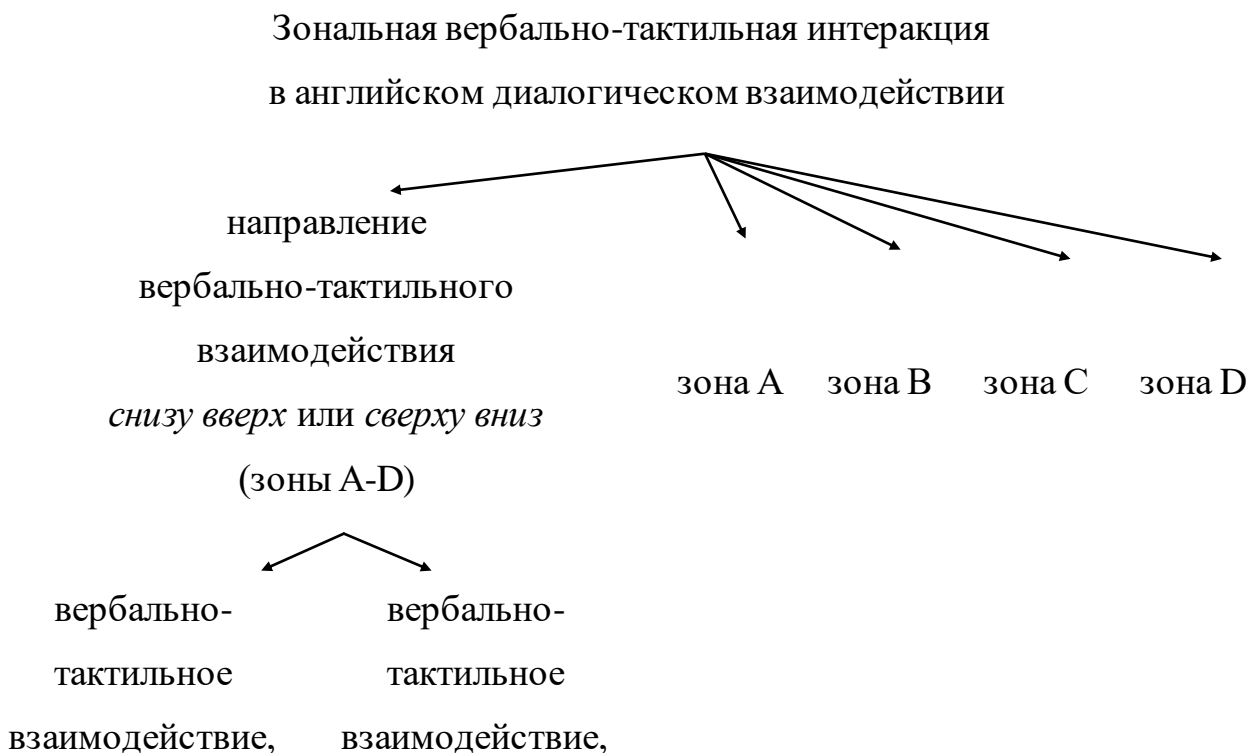 Зональная вербально-тактильная интеракция
в английском диалогическом взаимодействии
направление
вербально-тактильного
взаимодействия
снизу вверх или сверху вниз
(зоны A-D)
зона A зона B зона C зона D
вербально- вербально-
тактильное тактильное
взаимодействие, взаимодействие,